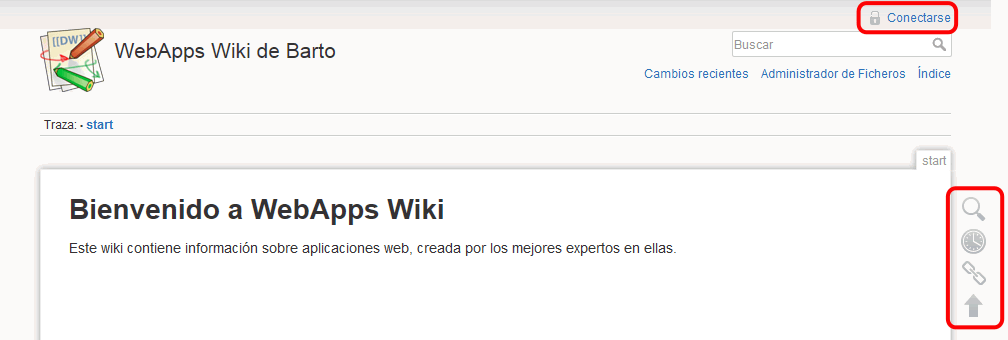 Conectarse
[[DW]]
WebApps Wiki de Barto
Buscar
Cambios recientes Administrador de Ficheros Índice
Traza: • start
start
Bienvenido a WebApps Wiki
Este wiki contiene información sobre aplicaciones web, creada por los mejores expertos en ellas.